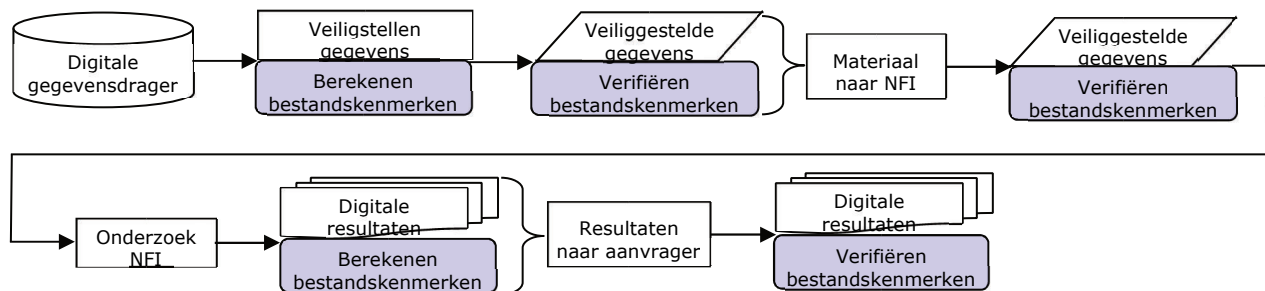 Digitale
gegevensdrager
Veiligstellen
gegevens
Berekenen
bestandskenmerken
Veiliggestelde
gegevens
Verifiëren
bestandskenmerken
Materiaal
naar NFI
Veiliggestelde
gegevens
Verifiëren
bestandskenmerken
Onderzoek
NFI
Digitale
resultaten
Berekenen
bestandskenmerken
Resultaten
naar aanvrager
Digitale
resultaten
Verifiëren
bestandskenmerken